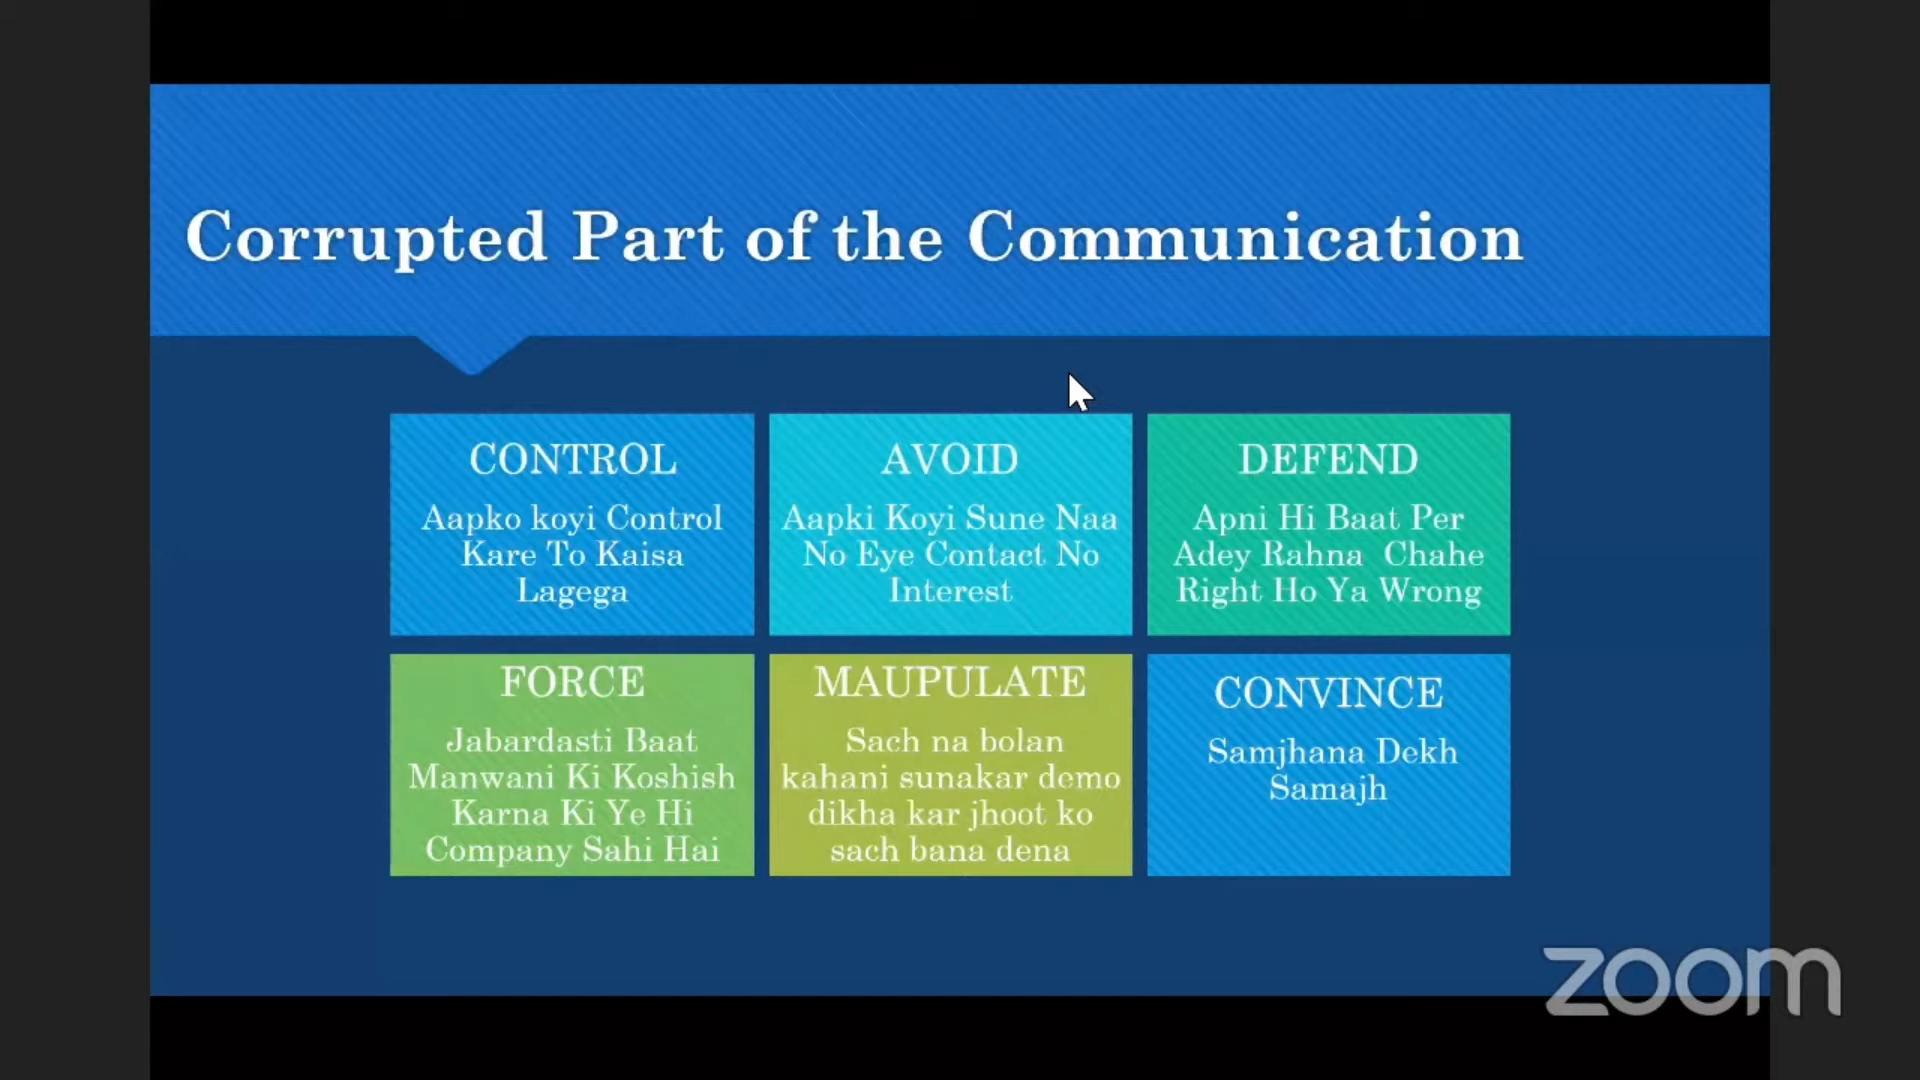 Corrupted Part of the Communication
CONTROL
Aapko koyi Control
Kare To Kaisa
Lagega
AVOID
Aapki Koyi Sune Naa
No Eye Contact No
Interest
DEFEND
Apni Hi Baat Per
Adey Rahna Chahe
Right Ho Ya Wrong
FORCE
Jabardasti Baat
Manwani Ki Koshish
Karna Ki Ye Hi
Company Sahi Hai
MAUPULATE
Sach na bolan
kahani sunakar demo
dikha kar jhoot ko
sach bana dena
CONVINCE
Samjhana Dekh
Samajh
zoom